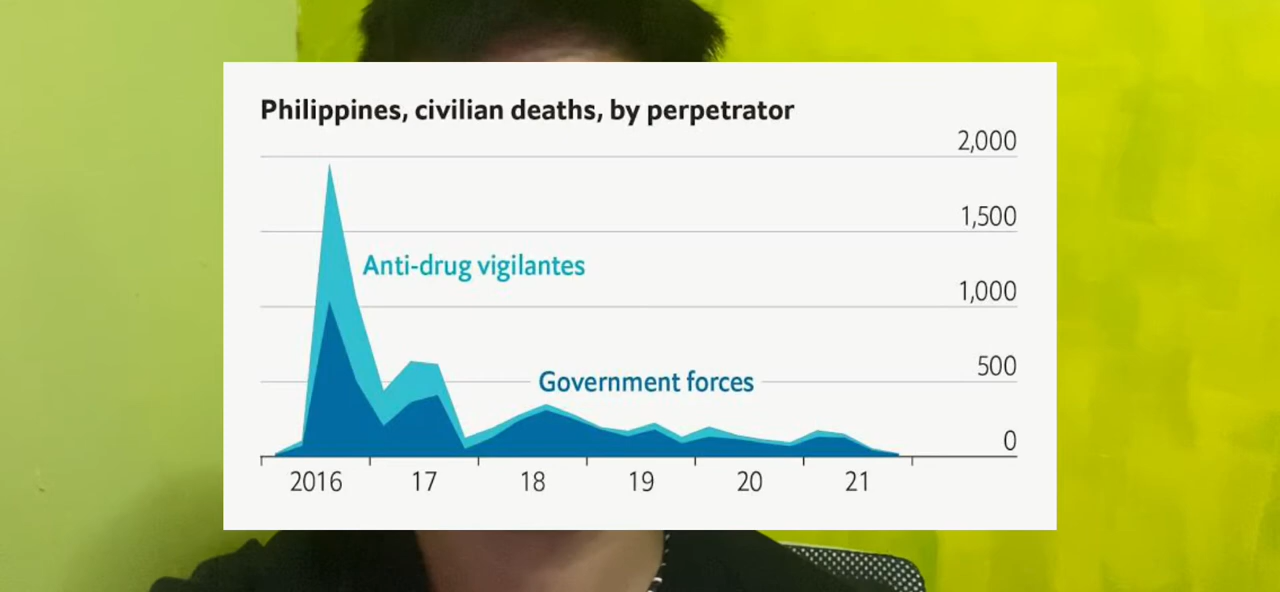 Philippines, civilian deaths, by perpetrator
2,000
1,500
Anti-drug vigilantes
1,000
500
Government forces
0
2016 17 18 19 20 21